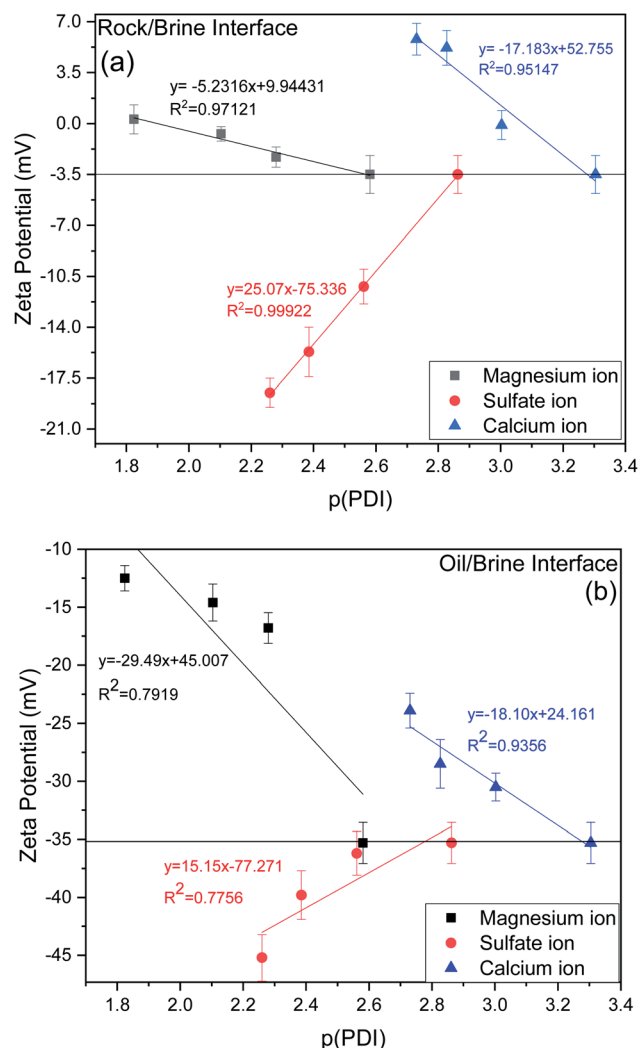 Rock/Brine Interface
(a)
y= -5.2316x+9.94431
R²=0.97121
y= -17.183x+52.755
R²=0.95147
y=25.07x-75.336
R²=0.99922
Magnesium ion
Sulfate ion
Calcium ion
Zeta Potential (mV)
7.0
3.5
0.0
-3.5
-7.0
-10.5
-14.0
-17.5
-21.0
1.8 2.0 2.2 2.4 2.6 2.8 3.0 3.2 3.4
p(PDI)
Oil/Brine Interface
(b)
y=-29.49x+45.007
R²=0.7919
y=-18.10x+24.161
R²=0.9356
y=15.15x-77.271
R²=0.7756
Magnesium ion
Sulfate ion
Calcium ion
Zeta Potential (mV)
-10
-15
-20
-25
-30
-35
-40
-45
1.8 2.0 2.2 2.4 2.6 2.8 3.0 3.2 3.4
p(PDI)